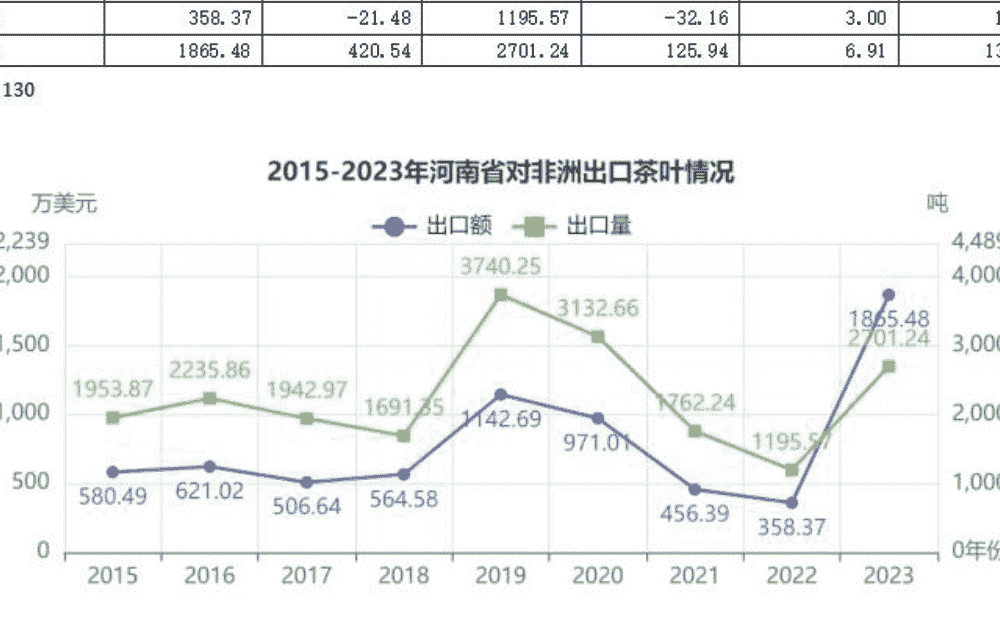 358.37 -21.48 1195.57 -32.16 3.00 1
1865.48 420.54 2701.24 125.94 6.91 13
130
2015-2023年河南省对非洲出口茶叶情况
万美元 吨
出口额 出口量
2,239 4,489
2,000 4,000
1,500 3,000
1,000 2,000
500 1,000
0 0年份
1953.87 2235.86 1942.97 1691.35 3740.25 3132.66 1762.24 1195.57 2701.24
580.49 621.02 506.64 564.58 1142.69 971.01 456.39 358.37 1865.48
2015 2016 2017 2018 2019 2020 2021 2022 2023